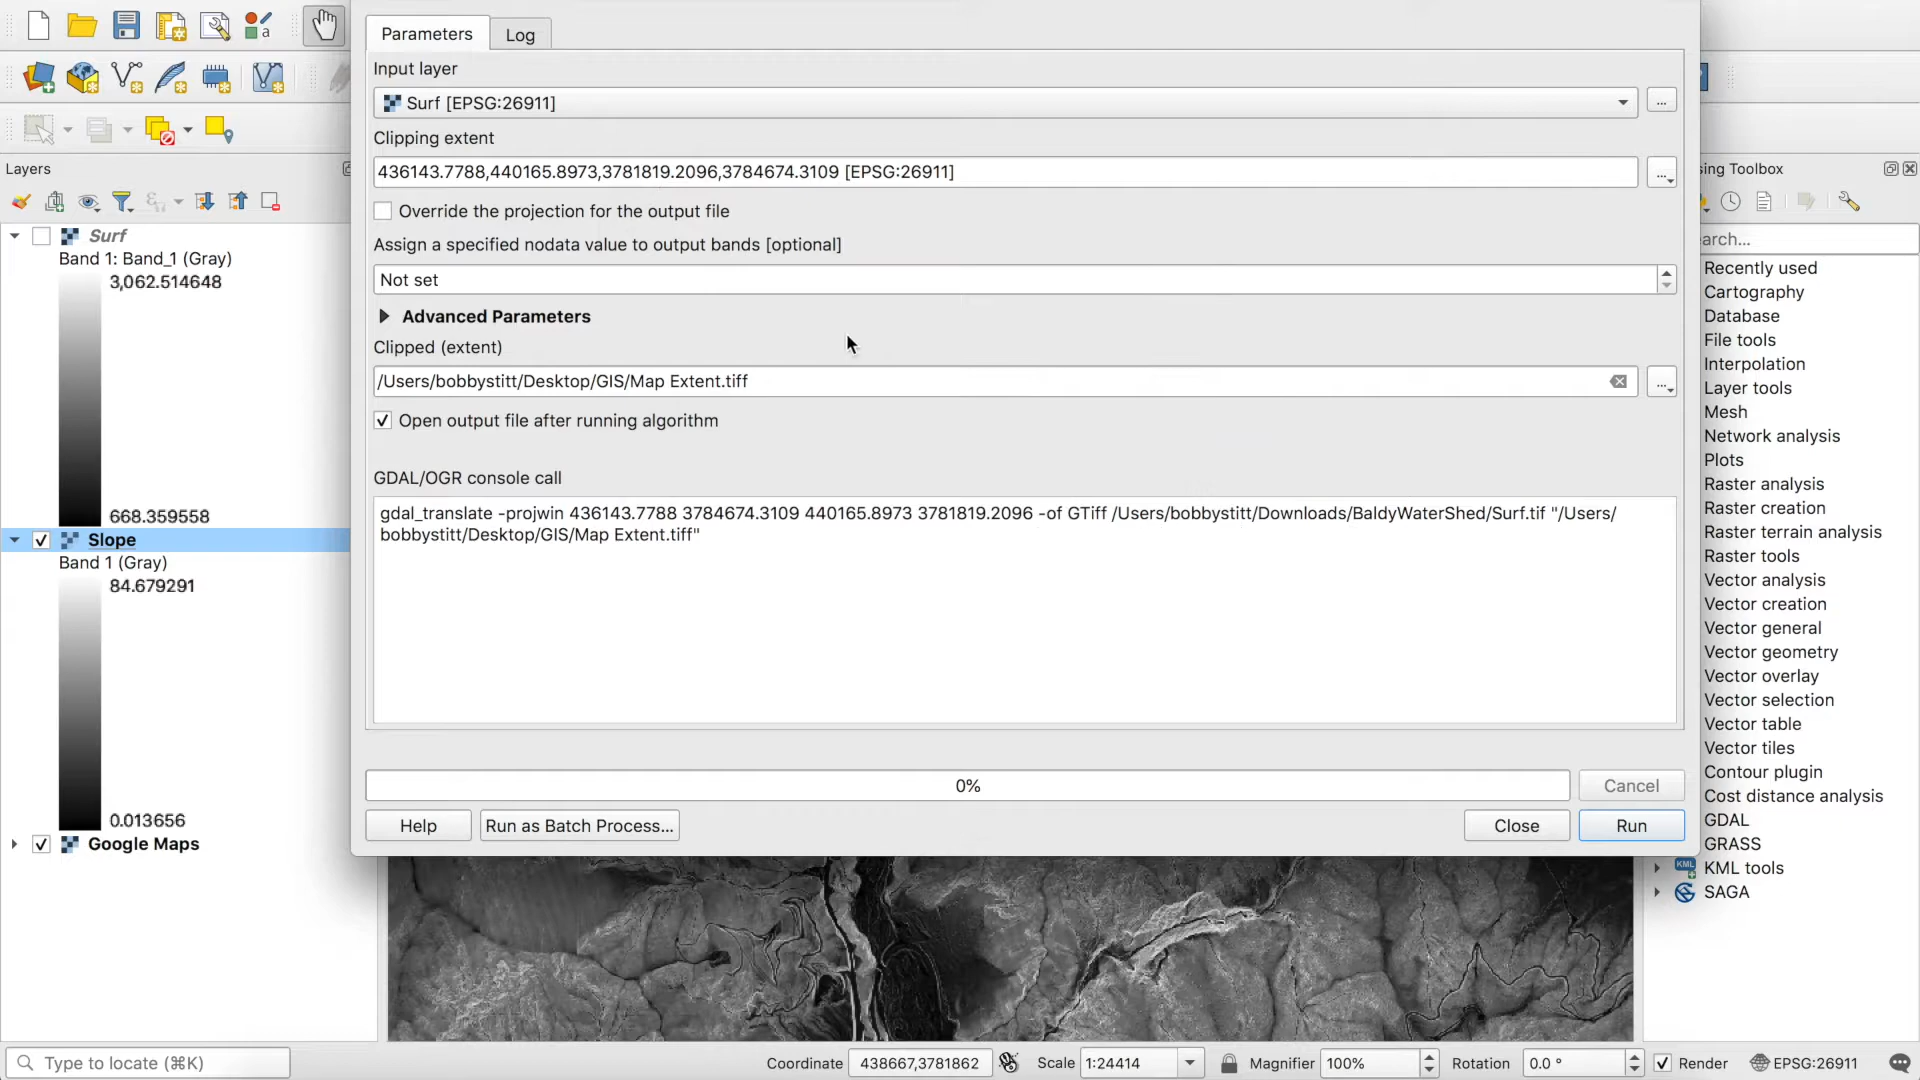 Parameters
Log
Input layer
Surf [EPSG:26911]
...
Clipping extent
436143.7788,440165.8973,3781819.2096,3784674.3109 [EPSG:26911]
...
Override the projection for the output file
Assign a specified nodata value to output bands [optional]
Not set
Advanced Parameters
Clipped (extent)
/Users/bobbystitt/Desktop/GIS/Map Extent.tiff
...
Open output file after running algorithm
GDAL/OGR console call
gdal_translate -projwin 436143.7788 3784674.3109 440165.8973 3781819.2096 -of GTiff /Users/bobbystitt/Downloads/BaldyWaterShed/Surf.tif "/Users/
bobbystitt/Desktop/GIS/Map Extent.tiff"
0%
Cancel
Help
Run as Batch Process...
Close
Run
Layers
Surf
Band 1: Band_1 (Gray)
3,062.514648
668.359558
Slope
Band 1 (Gray)
84.679291
0.013656
Google Maps
sing Toolbox
arch...
Recently used
Cartography
Database
File tools
Interpolation
Layer tools
Mesh
Network analysis
Plots
Raster analysis
Raster creation
Raster terrain analysis
Raster tools
Vector analysis
Vector creation
Vector general
Vector geometry
Vector overlay
Vector selection
Vector table
Vector tiles
Contour plugin
Cost distance analysis
GDAL
GRASS
KML
KML tools
SAGA
Type to locate (⌘K)
Coordinate 438667,3781862 Scale 1:24414 Magnifier 100% Rotation 0.0 ° Render EPSG:26911